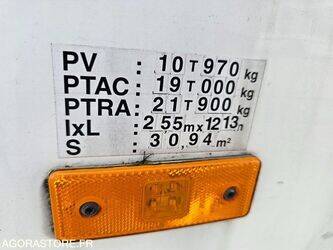 PV : 10 T 970 kg
PTAC : 19 T 000 kg
PTRA : 21 T 900 kg
lxL : 2,55 m x 12,13 m
S : 30,94 m²
AGORASTORE.FR